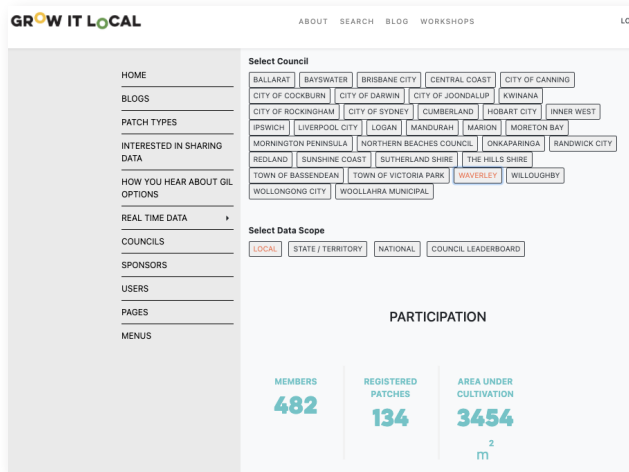 GROW IT LOCAL
ABOUT SEARCH BLOG WORKSHOPS LO
HOME
BLOGS
PATCH TYPES
INTERESTED IN SHARING
DATA
HOW YOU HEAR ABOUT GIL
OPTIONS
REAL TIME DATA
COUNCILS
SPONSORS
USERS
PAGES
MENUS
Select Council
BALLARAT BAYSWATER BRISBANE CITY CENTRAL COAST CITY OF CANNING
CITY OF COCKBURN CITY OF DARWIN CITY OF JOONDALUP KWINANA
CITY OF ROCKINGHAM CITY OF SYDNEY CUMBERLAND HOBART CITY INNER WEST
IPSWICH LIVERPOOL CITY LOGAN MANDURAH MARION MORETON BAY
MORNINGTON PENINSULA NORTHERN BEACHES COUNCIL ONKAPARINGA RANDWICK CITY
REDLAND SUNSHINE COAST SUTHERLAND SHIRE THE HILLS SHIRE
TOWN OF BASSENDEAN TOWN OF VICTORIA PARK WAVERLEY WILLOUGHBY
WOLLONGONG CITY WOOLLAHRA MUNICIPAL
Select Data Scope
LOCAL STATE / TERRITORY NATIONAL COUNCIL LEADERBOARD
PARTICIPATION
MEMBERS
482
REGISTERED
PATCHES
134
AREA UNDER
CULTIVATION
3454
m²